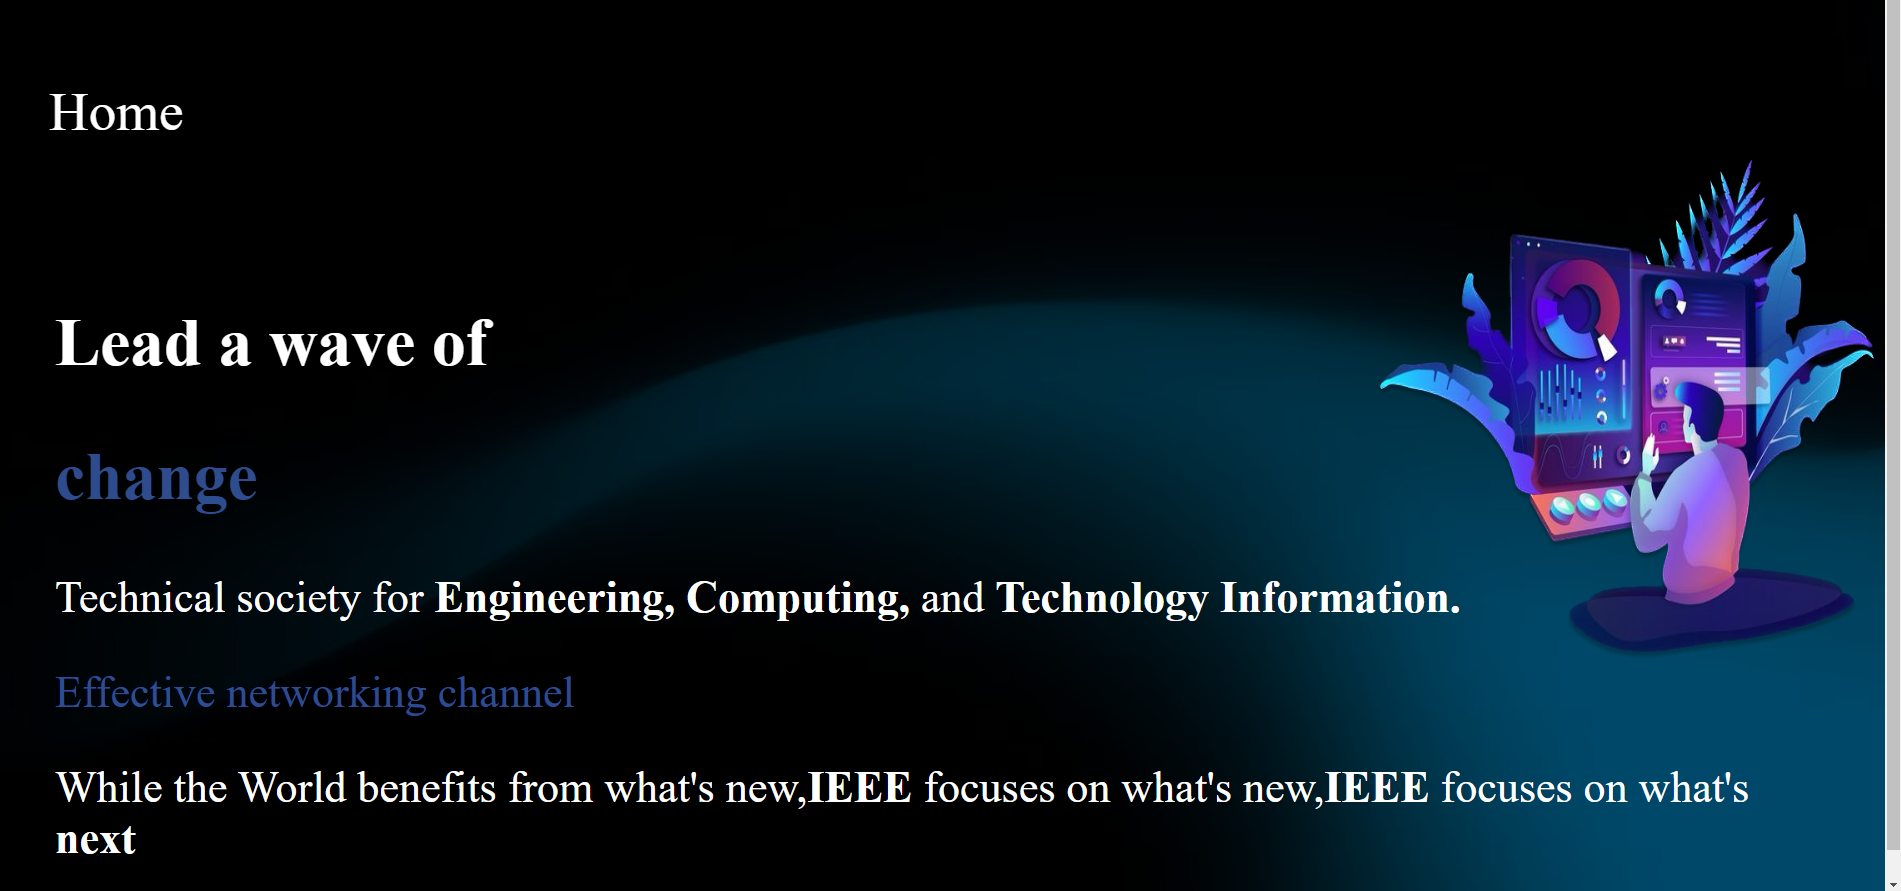 Home
Lead a wave of
change
Technical society for Engineering, Computing, and Technology Information.
Effective networking channel
While the World benefits from what's new,IEEE focuses on what's new,IEEE focuses on what's
next